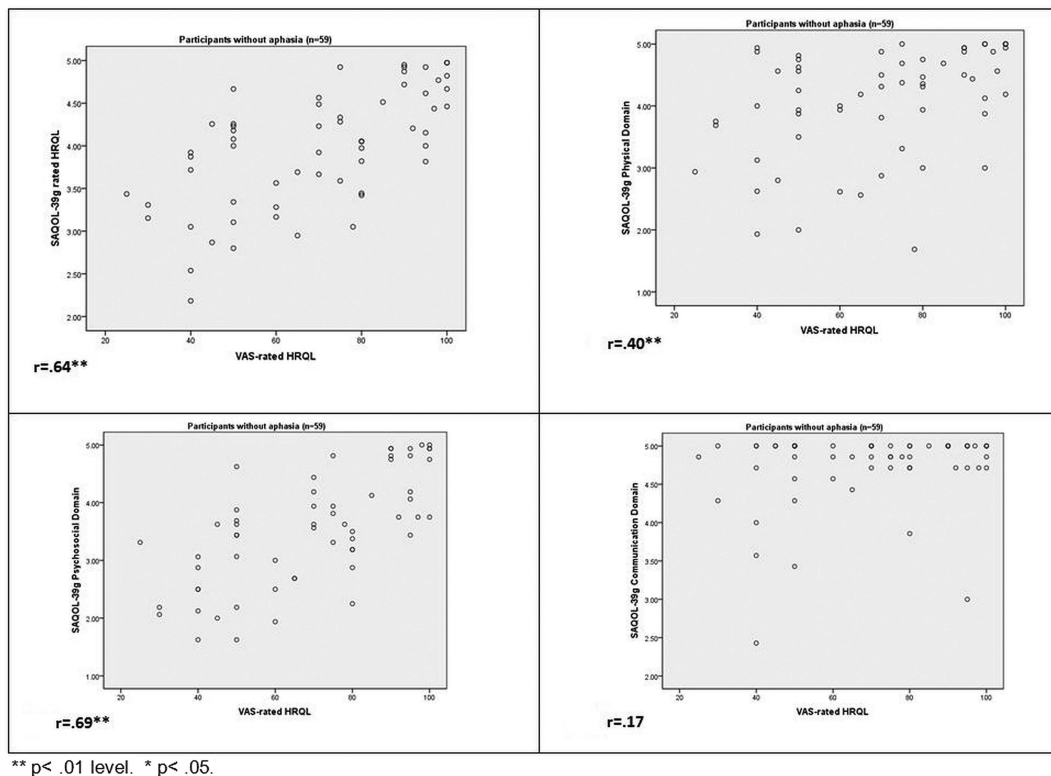 Participants without aphasia (n=59)
SAQOL-39g rated HRQL
5.00
4.50
4.00
3.50
3.00
2.50
2.00
20 40 60 80 100
VAS-rated HRQL
r=.64**
Participants without aphasia (n=59)
SAQOL-39g Physical Domain
5.00
4.00
3.00
2.00
1.00
20 40 60 80 100
VAS-rated HRQL
r=.40**
Participants without aphasia (n=59)
SAQOL-39g Psychosocial Domain
5.00
4.00
3.00
2.00
1.00
20 40 60 80 100
VAS-rated HRQL
r=.69**
Participants without aphasia (n=59)
SAQOL-39g Communication Domain
5.00
4.50
4.00
3.50
3.00
2.50
2.00
20 40 60 80 100
VAS-rated HRQL
r=.17
** p< .01 level. * p< .05.